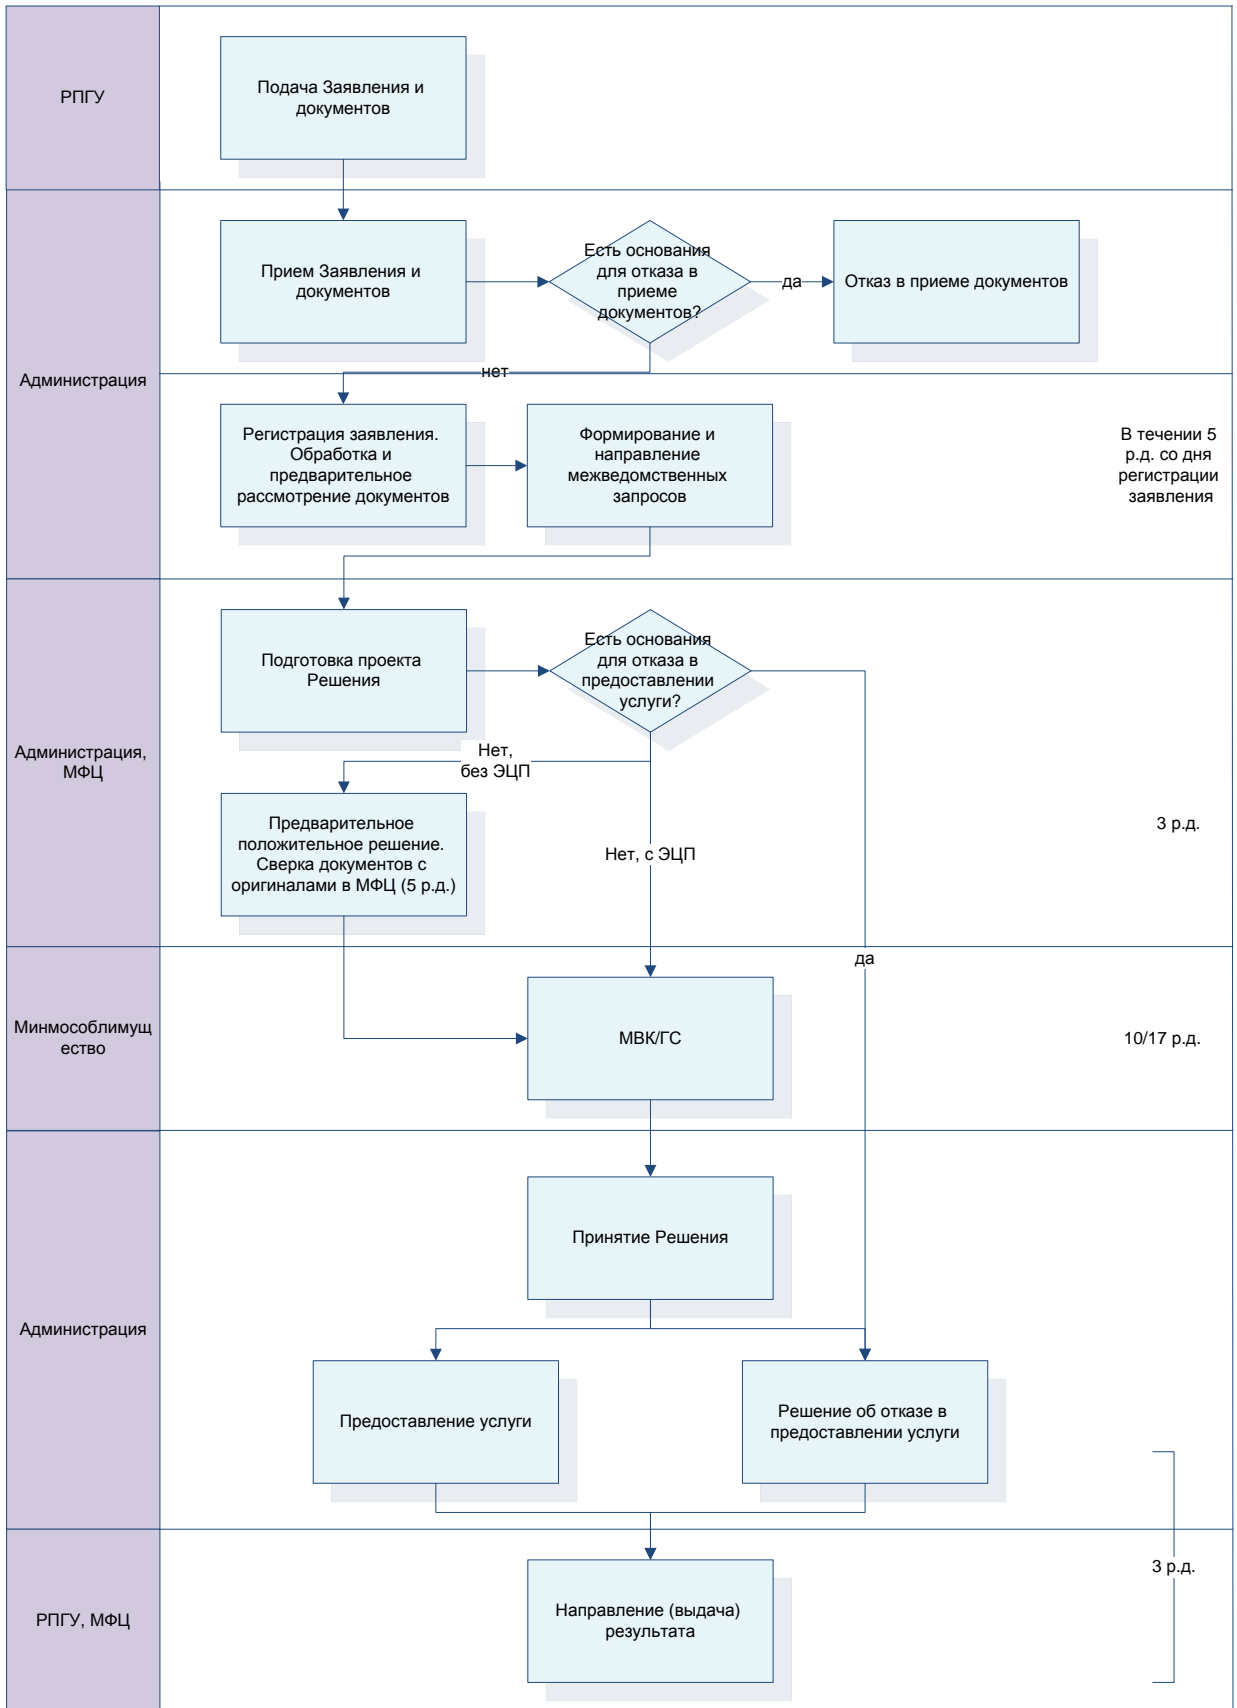 РПГУ
Подача Заявления и
документов
Администрация
Прием Заявления и
документов
Есть основания
для отказа в
приеме
документов?
да
Отказ в приеме документов
нет
Регистрация заявления.
Обработка и
предварительное
рассмотрение документов
Формирование и
направление
межведомственных
запросов
В течении 5
р.д. со дня
регистрации
заявления
Администрация,
МФЦ
Подготовка проекта
Решения
Есть основания
для отказа в
предоставлении
услуги?
Нет,
без ЭЦП
Предварительное
положительное решение.
Сверка документов с
оригиналами в МФЦ (5 р.д.)
Нет, с ЭЦП
3 р.д.
да
Минмособлимущ
ество
МВК/ГС
10/17 р.д.
Администрация
Принятие Решения
Предоставление услуги
Решение об отказе в
предоставлении услуги
3 р.д.
РПГУ, МФЦ
Направление (выдача)
результата